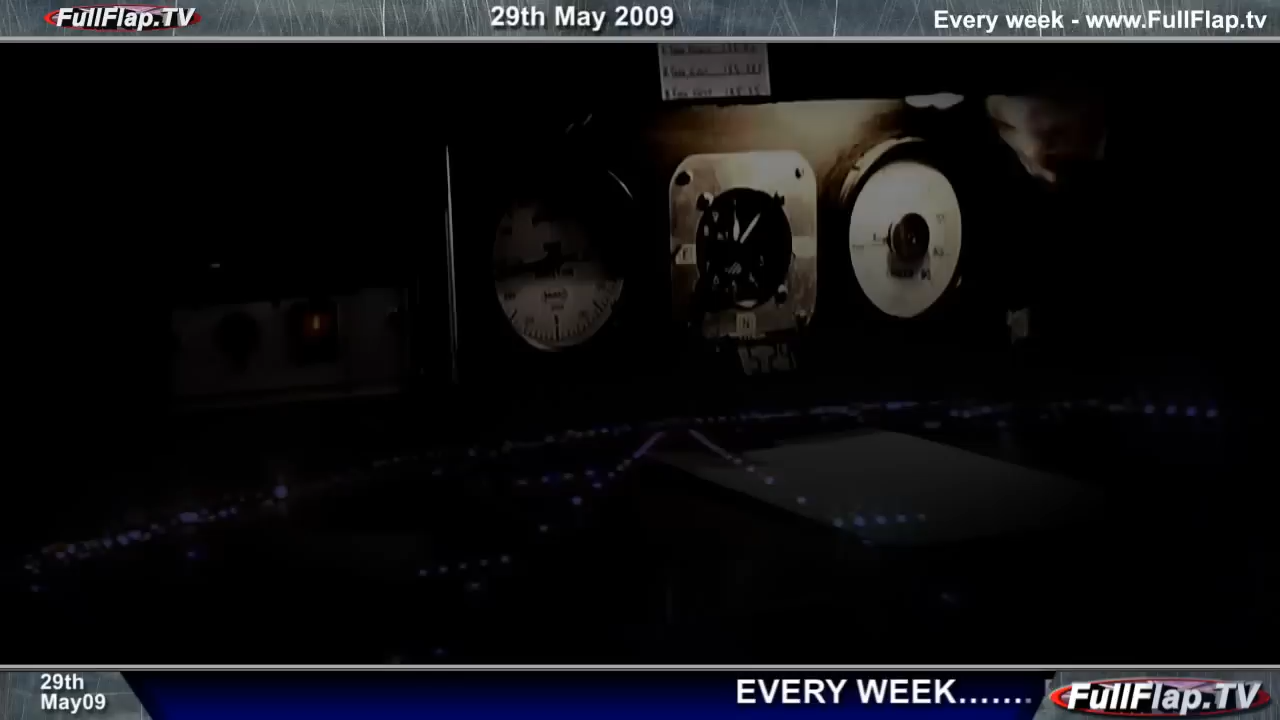 FullFlap.TV
29th May 2009
Every week - www.FullFlap.tv
N
29th
May09
EVERY WEEK.......
FullFlap.TV